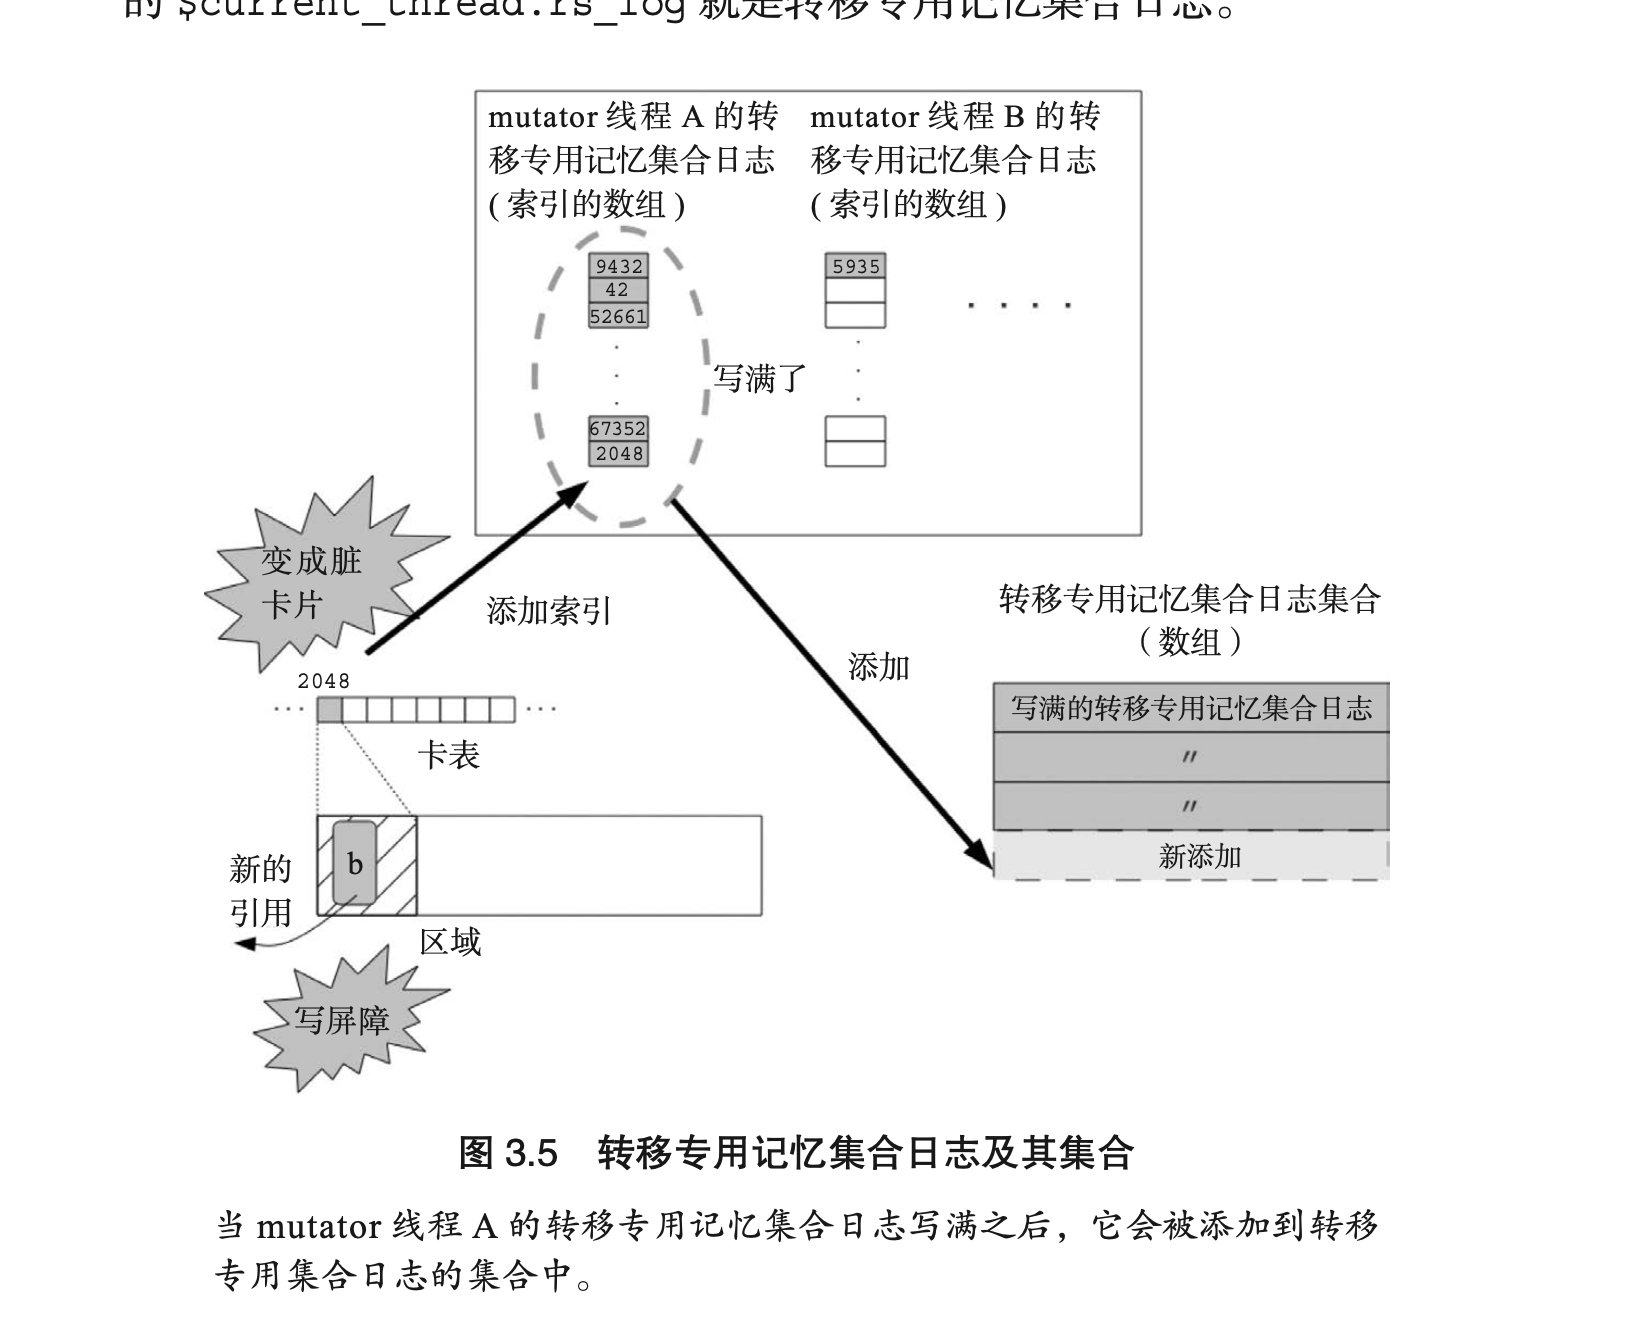 的 $current_thread.rs_log 就是转移专用记忆集合日志。
mutator 线程 A 的转
移专用记忆集合日志
( 索引的数组 )
mutator 线程 B 的转
移专用记忆集合日志
( 索引的数组 )
9432
42
52661
67352
2048
写满了
5935
变成脏
卡片
添加索引
添加
转移专用记忆集合日志集合
（数组）
写满的转移专用记忆集合日志
〃
〃
新添加
2048
卡表
b
新的
引用
区域
写屏障
图 3.5 转移专用记忆集合日志及其集合
当 mutator 线程 A 的转移专用记忆集合日志写满之后，它会被添加到转移
专用集合日志的集合中。